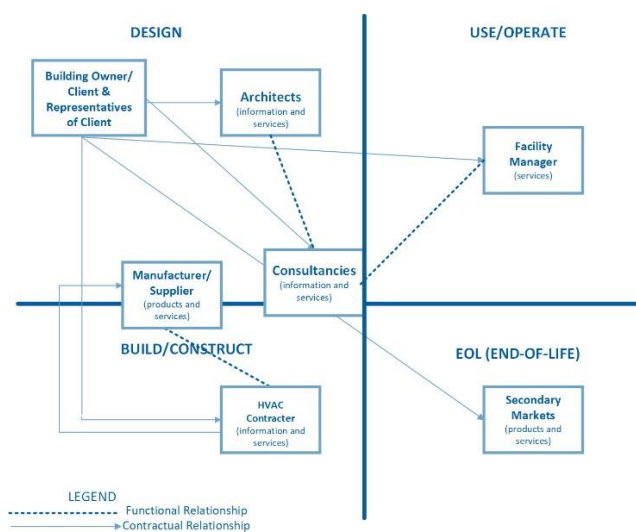 DESIGN
USE/OPERATE
Building Owner/
Client &
Representatives
of Client
Architects
(information and
services)
Facility
Manager
(services)
Manufacturer/
Supplier
(products and
services)
Consultancies
(information and
services)
BUILD/CONSTRUCT
EOL (END-OF-LIFE)
HVAC
Contracter
(information and
services)
Secondary
Markets
(products and
services)
LEGEND
Functional Relationship
Contractual Relationship